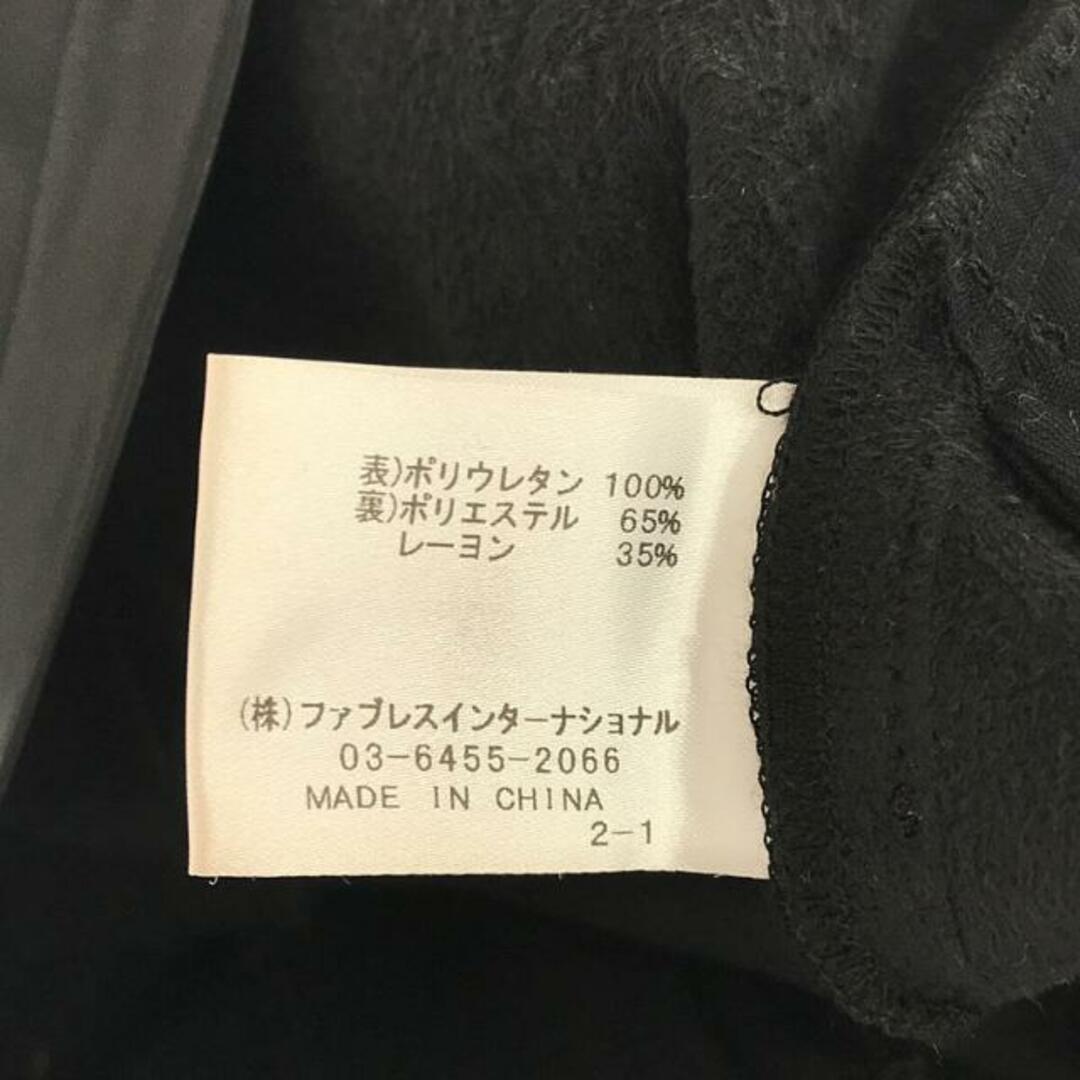 表)ポリウレタン 100%
裏)ポリエステル 65%
レーヨン 35%
(株)ファブレスインターナショナル
03-6455-2066
MADE IN CHINA
2-1